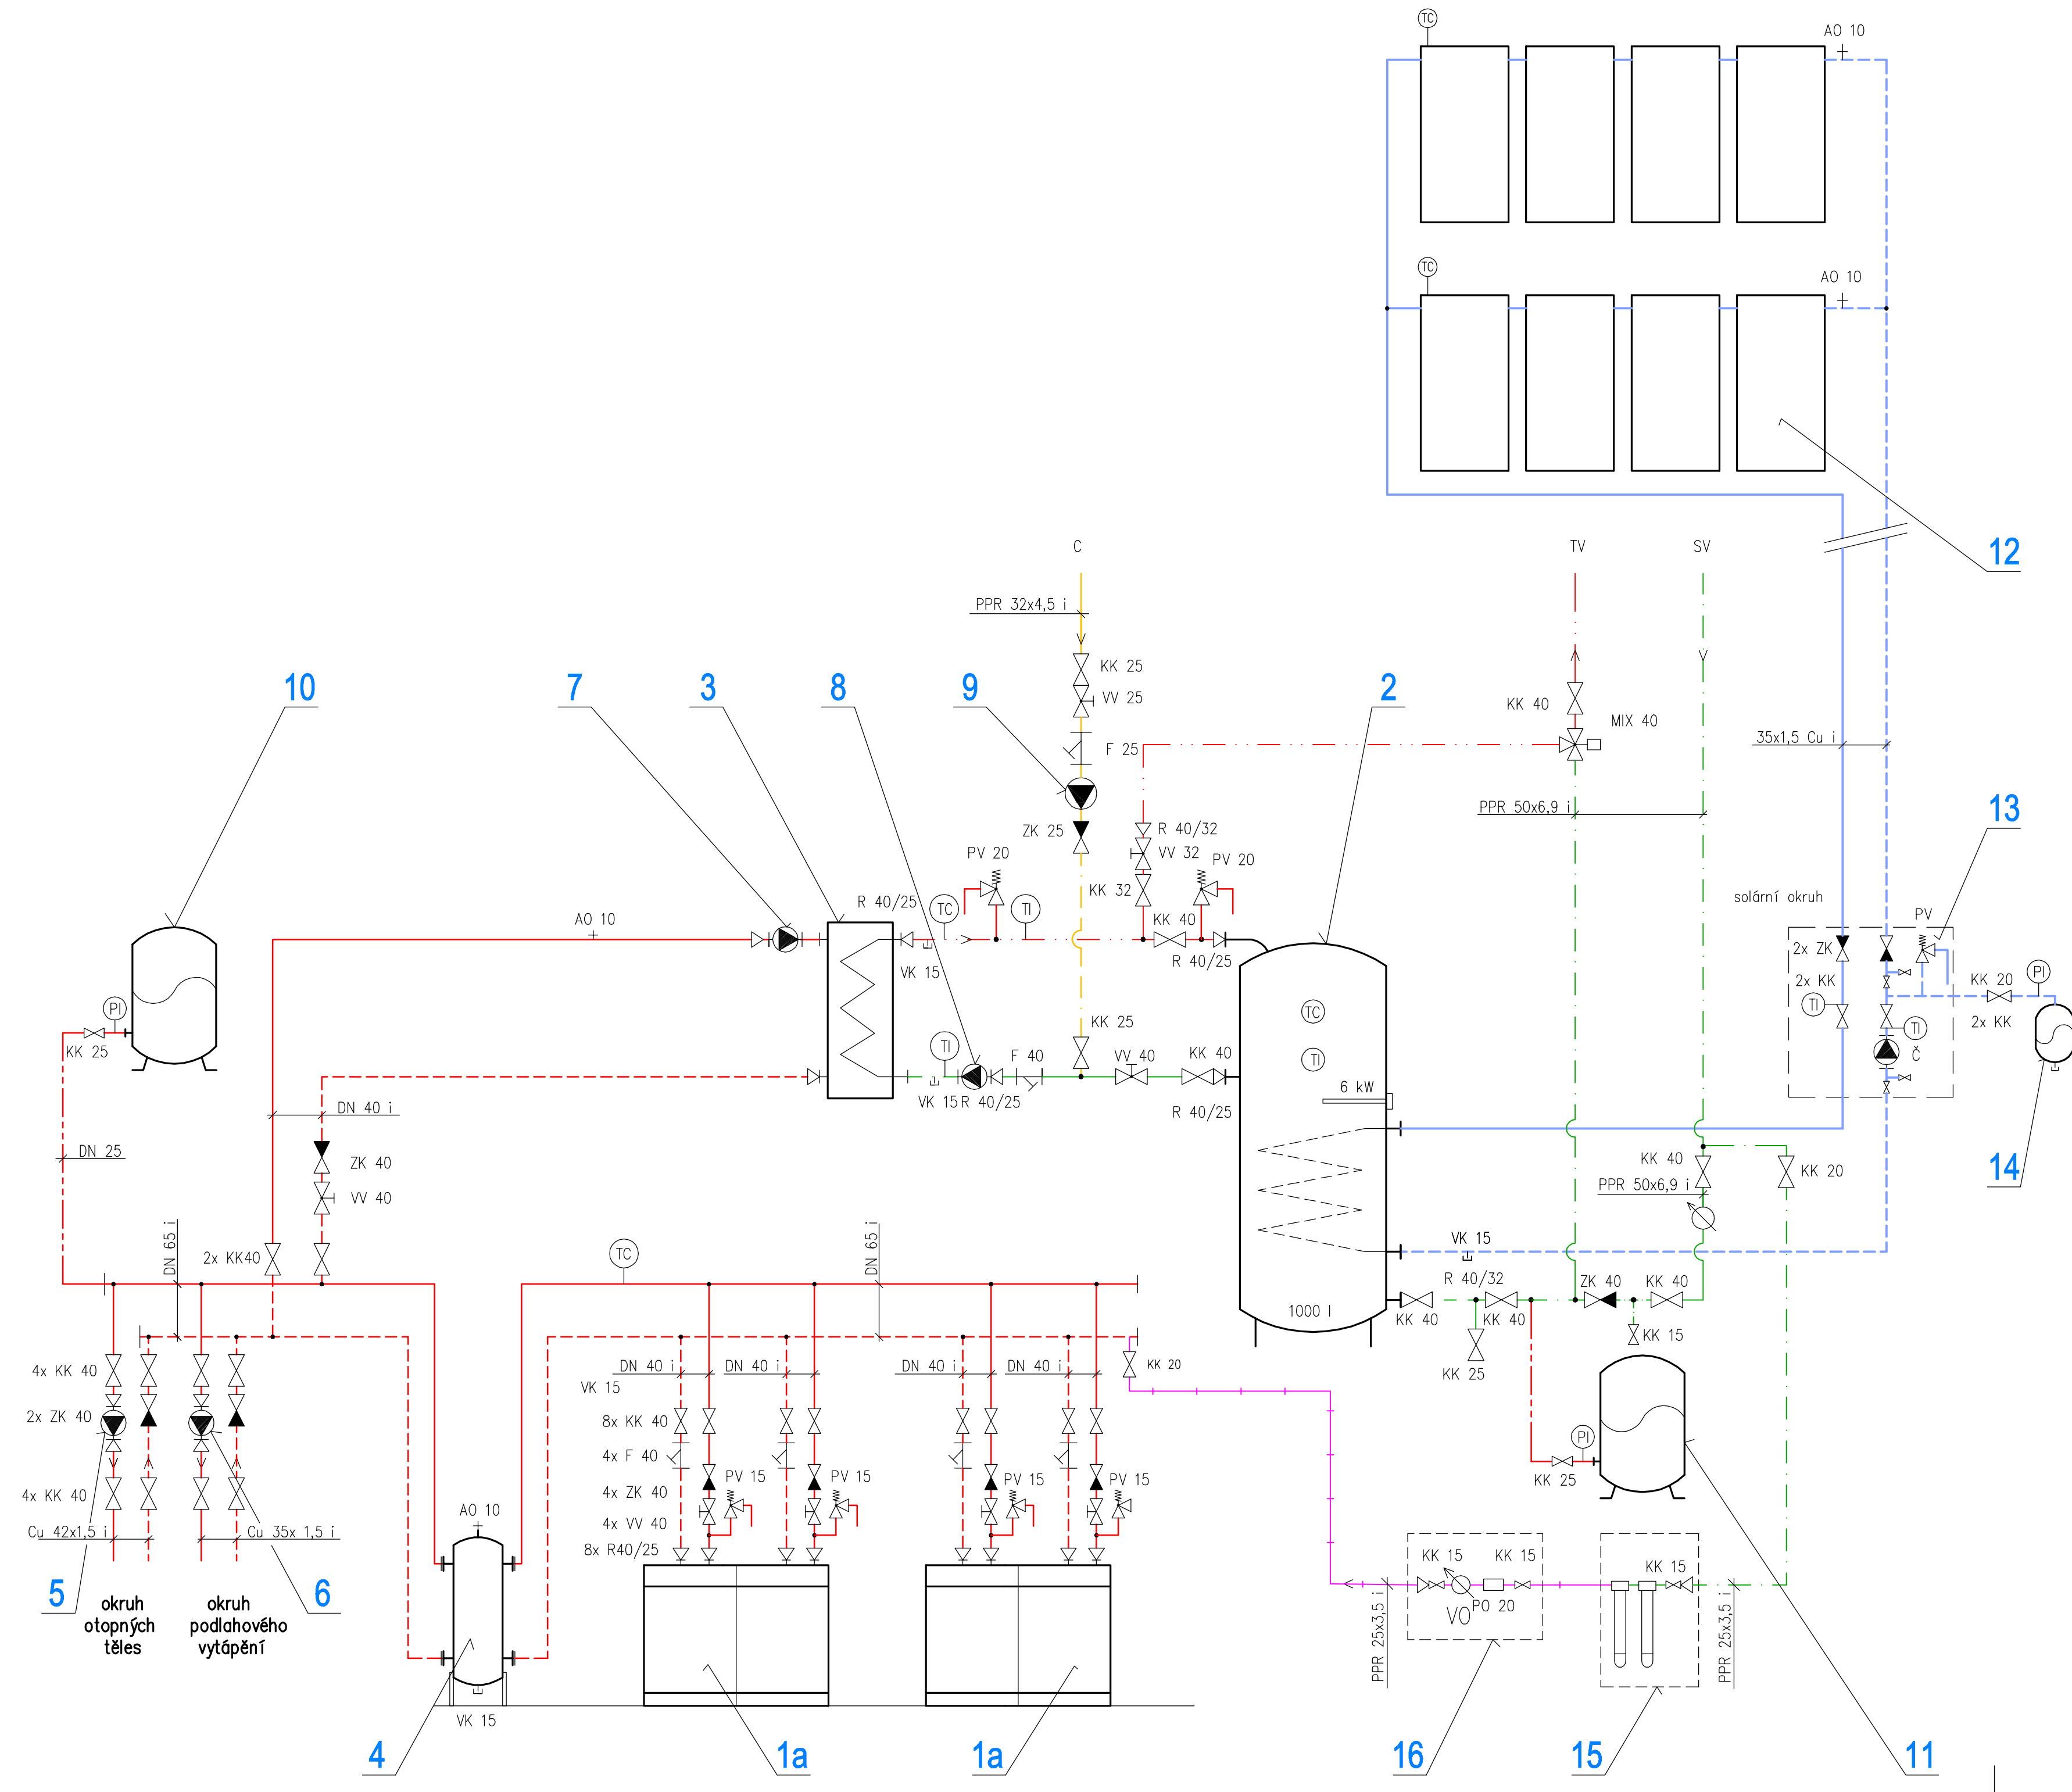 TC
AO 10
TC
AO 10
12
C
TV
SV
PPR 32x4,5 i
KK 25
VV 25
F 25
ZK 25
10
7
3
8
9
2
KK 40
MIX 40
35x1,5 Cu i
PPR 50x6,9 i
13
R 40/32
VV 32
KK 32
PV 20
PV 20
R 40/25
TC
TI
KK 40
R 40/25
AO 10
VK 15
solární okruh
PV
2x ZK
2x KK
TI
TI
Č
KK 20
2x KK
PI
14
PI
KK 25
KK 25
TI
F 40
VV 40
KK 40
VK 15
R 40/25
R 40/25
TC
TI
6 kW
1000 l
DN 40 i
DN 25
ZK 40
VV 40
2x KK40
DN 65 i
TC
DN 65 i
KK 40
PPR 50x6,9 i
KK 20
VK 15
R 40/32
ZK 40
KK 40
KK 40
KK 40
KK 15
KK 25
4x KK 40
2x ZK 40
4x KK 40
Cu 42x1,5 i
Cu 35x 1,5 i
5
okruh
otopných
těles
okruh
podlahového
vytápění
6
DN 40 i
DN 40 i
DN 40 i
DN 40 i
KK 20
VK 15
8x KK 40
4x F 40
4x ZK 40
4x VV 40
8x R40/25
PV 15
PV 15
PV 15
PV 15
PI
KK 25
AO 10
VK 15
KK 15
KK 15
VO
PO 20
KK 15
PPR 25x3,5 i
PPR 25x3,5 i
4
1a
1a
16
15
11